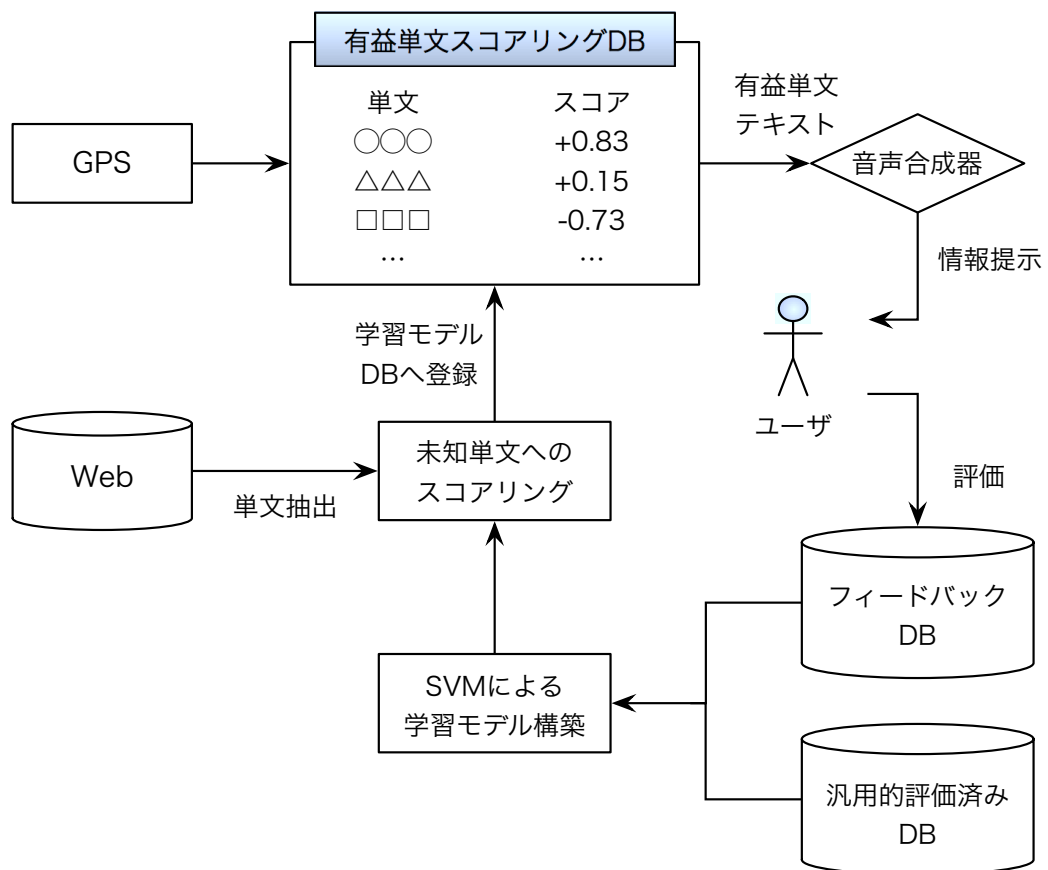 有益単文スコアリングDB
単文 スコア
○○○ +0.83
△△△ +0.15
□□□ -0.73
… …
GPS
有益単文
テキスト
音声合成器
情報提示
ユーザ
学習モデル
DBへ登録
Web
単文抽出
未知単文への
スコアリング
評価
フィードバック
DB
SVMによる
学習モデル構築
汎用的評価済み
DB